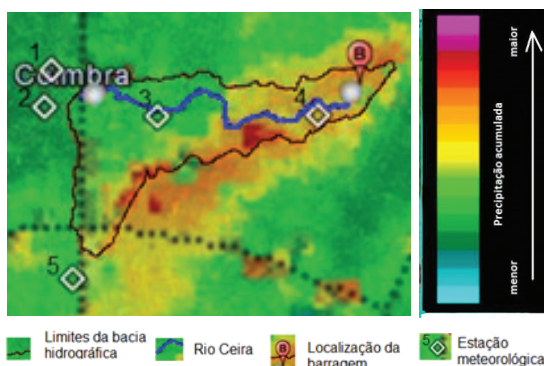 1
Coimbra
2
3
4
B
5
maior
Precipitação acumulada
menor
Limites da bacia
hidrográfica
Rio Ceira
B
Localização da
barragem
5
Estação
meteorológica